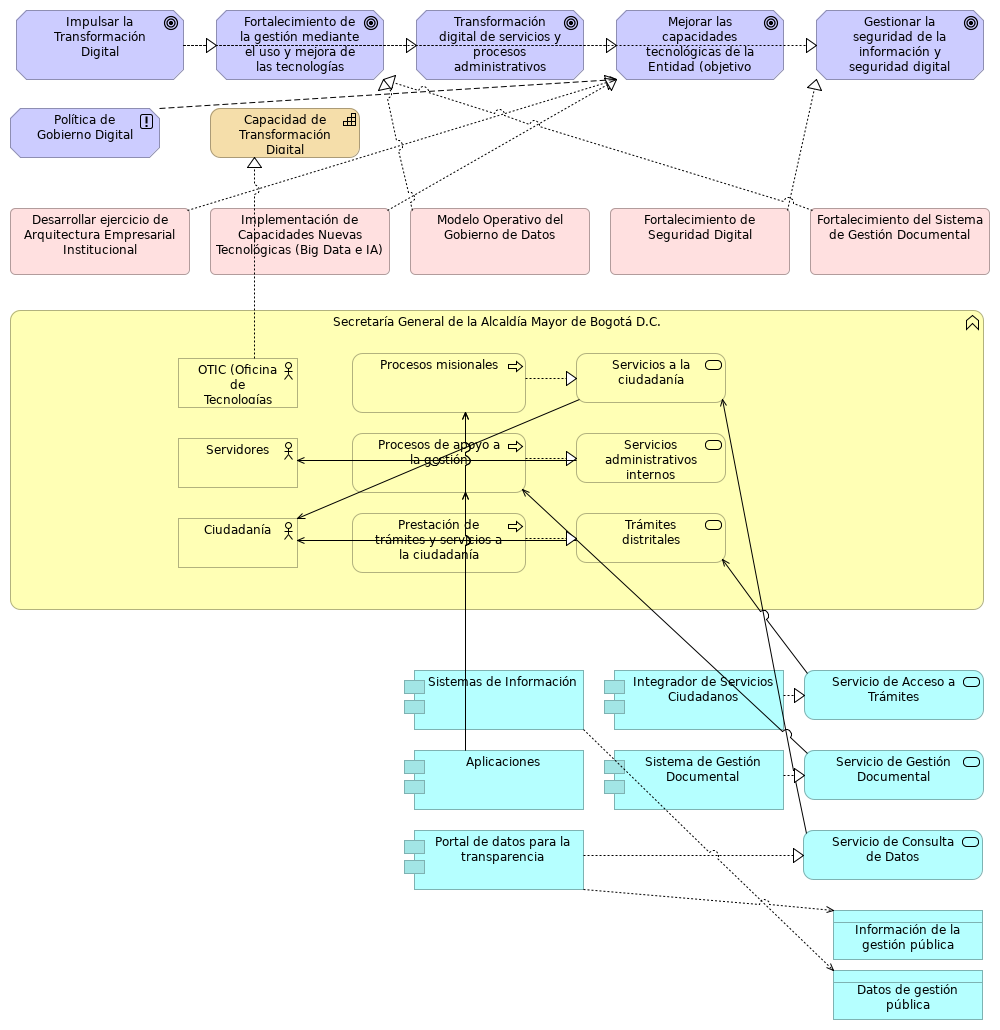 Impulsar la
Transformación
Digital
Fortalecimiento de
la gestión mediante
el uso y mejora de
las tecnologías
Transformación
digital de servicios y
procesos
administrativos
Mejorar las
capacidades
tecnológicas de la
Entidad (objetivo
Gestionar la
seguridad de la
información y
seguridad digital
Política de
Gobierno Digital
Capacidad de
Transformación
Digital
Desarrollar ejercicio de
Arquitectura Empresarial
Institucional
Implementación de
Capacidades Nuevas
Tecnológicas (Big Data e IA)
Modelo Operativo del
Gobierno de Datos
Fortalecimiento de
Seguridad Digital
Fortalecimiento del Sistema
de Gestión Documental
Secretaría General de la Alcaldía Mayor de Bogotá D.C.
OTIC (Oficina
de
Tecnologías
Procesos misionales
Servicios a la
ciudadanía
Servidores
Procesos de apoyo a
la gestión
Servicios
administrativos
internos
Ciudadanía
Prestación de
trámites y servicios a
la ciudadanía
Trámites
distritales
Sistemas de Información
Integrador de Servicios
Ciudadanos
Servicio de Acceso a
Trámites
Aplicaciones
Sistema de Gestión
Documental
Servicio de Gestión
Documental
Portal de datos para la
transparencia
Servicio de Consulta
de Datos
Información de la
gestión pública
Datos de gestión
pública